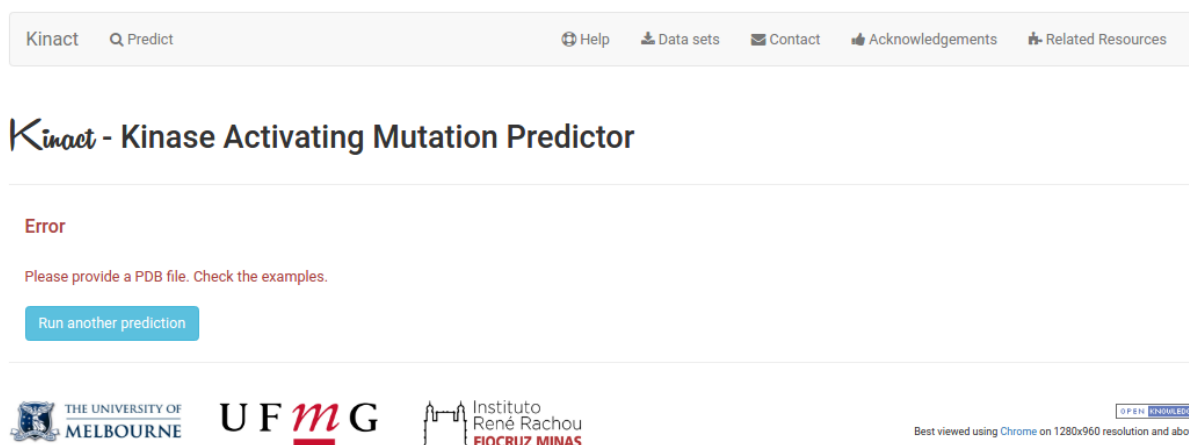 Kinact Predict Help Data sets Contact Acknowledgements Related Resources
Kinact - Kinase Activating Mutation Predictor
Error
Please provide a PDB file. Check the examples.
Run another prediction
THE UNIVERSITY OF
MELBOURNE
UFmG
Instituto
René Rachou
FIOCRUZ MINAS
OPEN
Best viewed using Chrome on 1280x960 resolution and